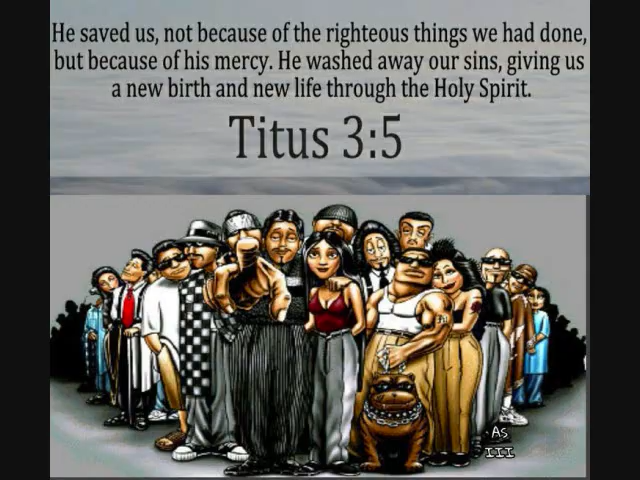 He saved us, not because of the righteous things we had done,
but because of his mercy. He washed away our sins, giving us
a new birth and new life through the Holy Spirit.
Titus 3:5
As
III